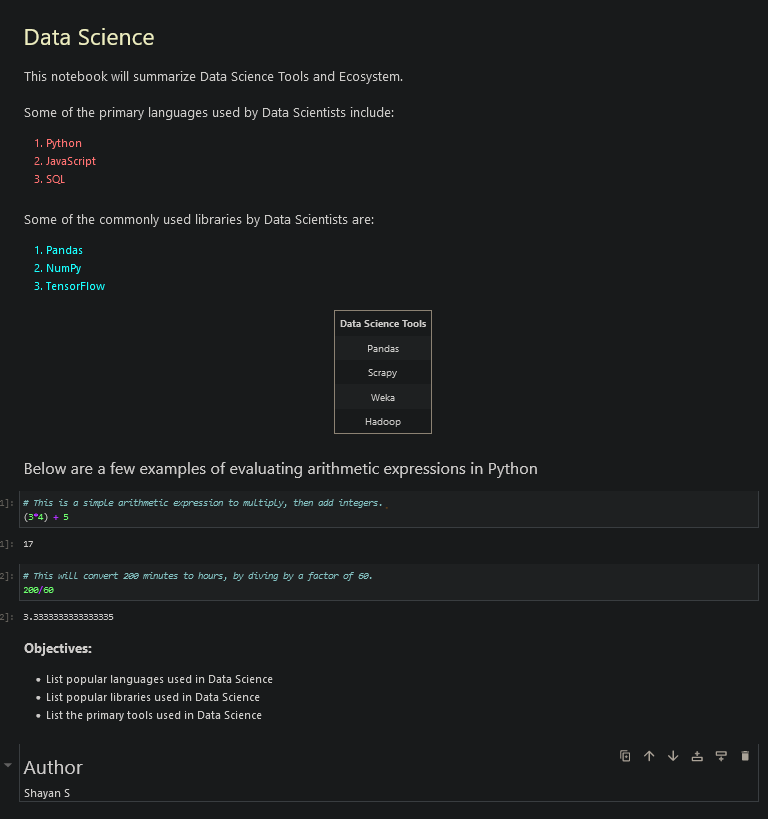 Data Science
This notebook will summarize Data Science Tools and Ecosystem.
Some of the primary languages used by Data Scientists include:
1. Python
2. JavaScript
3. SQL
Some of the commonly used libraries by Data Scientists are:
1. Pandas
2. NumPy
3. TensorFlow
Data Science Tools
Pandas
Scrapy
Weka
Hadoop
Below are a few examples of evaluating arithmetic expressions in Python
1]: # This is a simple arithmetic expression to multiply, then add integers.
(3*4) + 5
1]: 17
2]: # This will convert 200 minutes to hours, by diving by a factor of 60.
200/60
2]: 3.3333333333333335
Objectives:
• List popular languages used in Data Science
• List popular libraries used in Data Science
• List the primary tools used in Data Science
Author
Shayan S